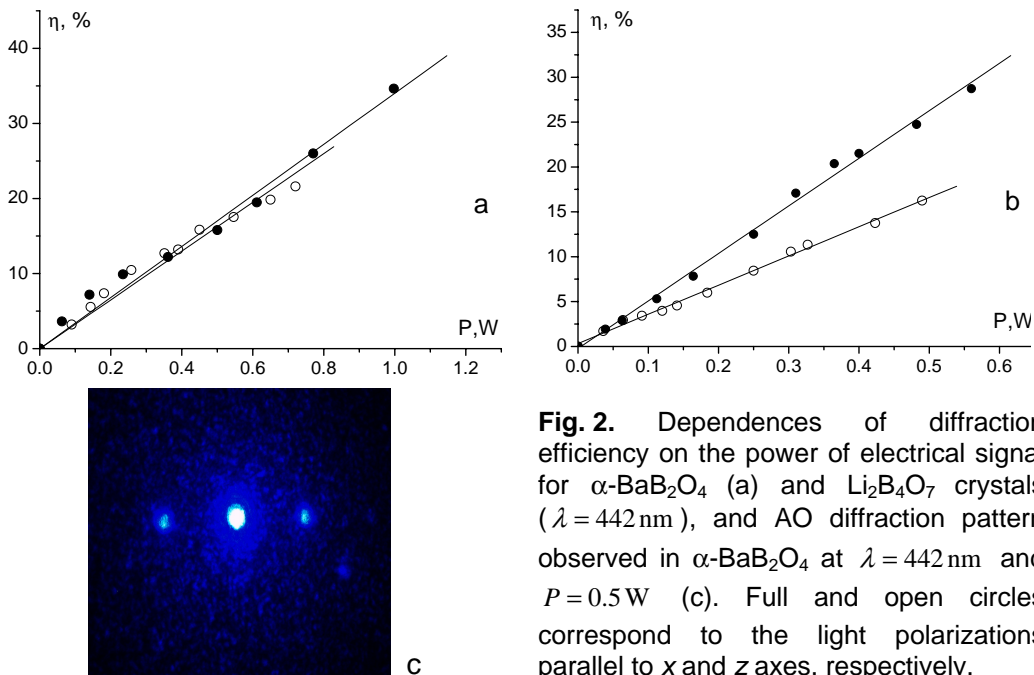 η, %
40
30
20
10
0
0.0 0.2 0.4 0.6 0.8 1.0 1.2
P,W
a
η, %
35
30
25
20
15
10
5
0
0.0 0.1 0.2 0.3 0.4 0.5 0.6
P,W
b
c
Fig. 2. Dependences of diffraction
efficiency on the power of electrical signa
for α-BaB₂O₄ (a) and Li₂B₄O₇ crystals
(λ = 442 nm), and AO diffraction pattern
observed in α-BaB₂O₄ at λ = 442 nm and
P = 0.5 W (c). Full and open circles
correspond to the light polarizations
parallel to x and z axes, respectively.